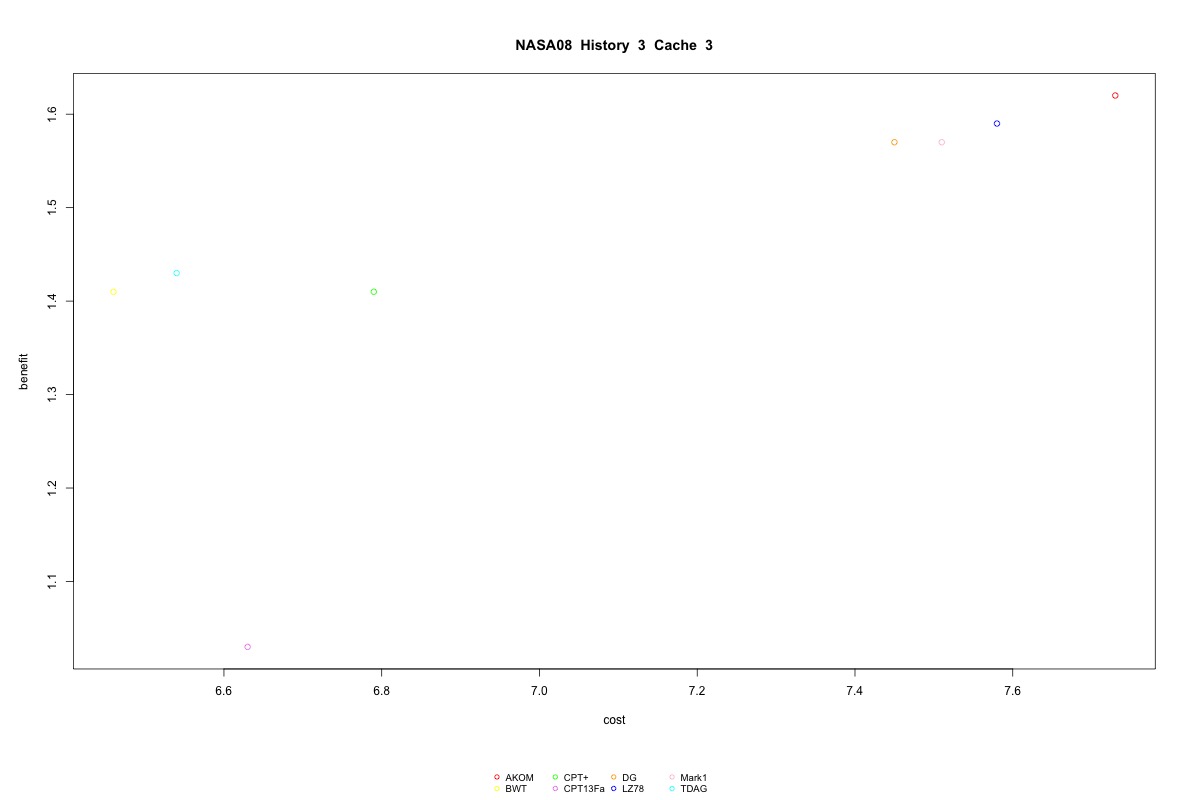 NASA08 History 3 Cache 3
benefit
1.6
1.5
1.4
1.3
1.2
1.1
6.6 6.8 7.0 7.2 7.4 7.6
cost
AKOM CPT+ DG Mark1
BWT CPT13Fa LZ78 TDAG